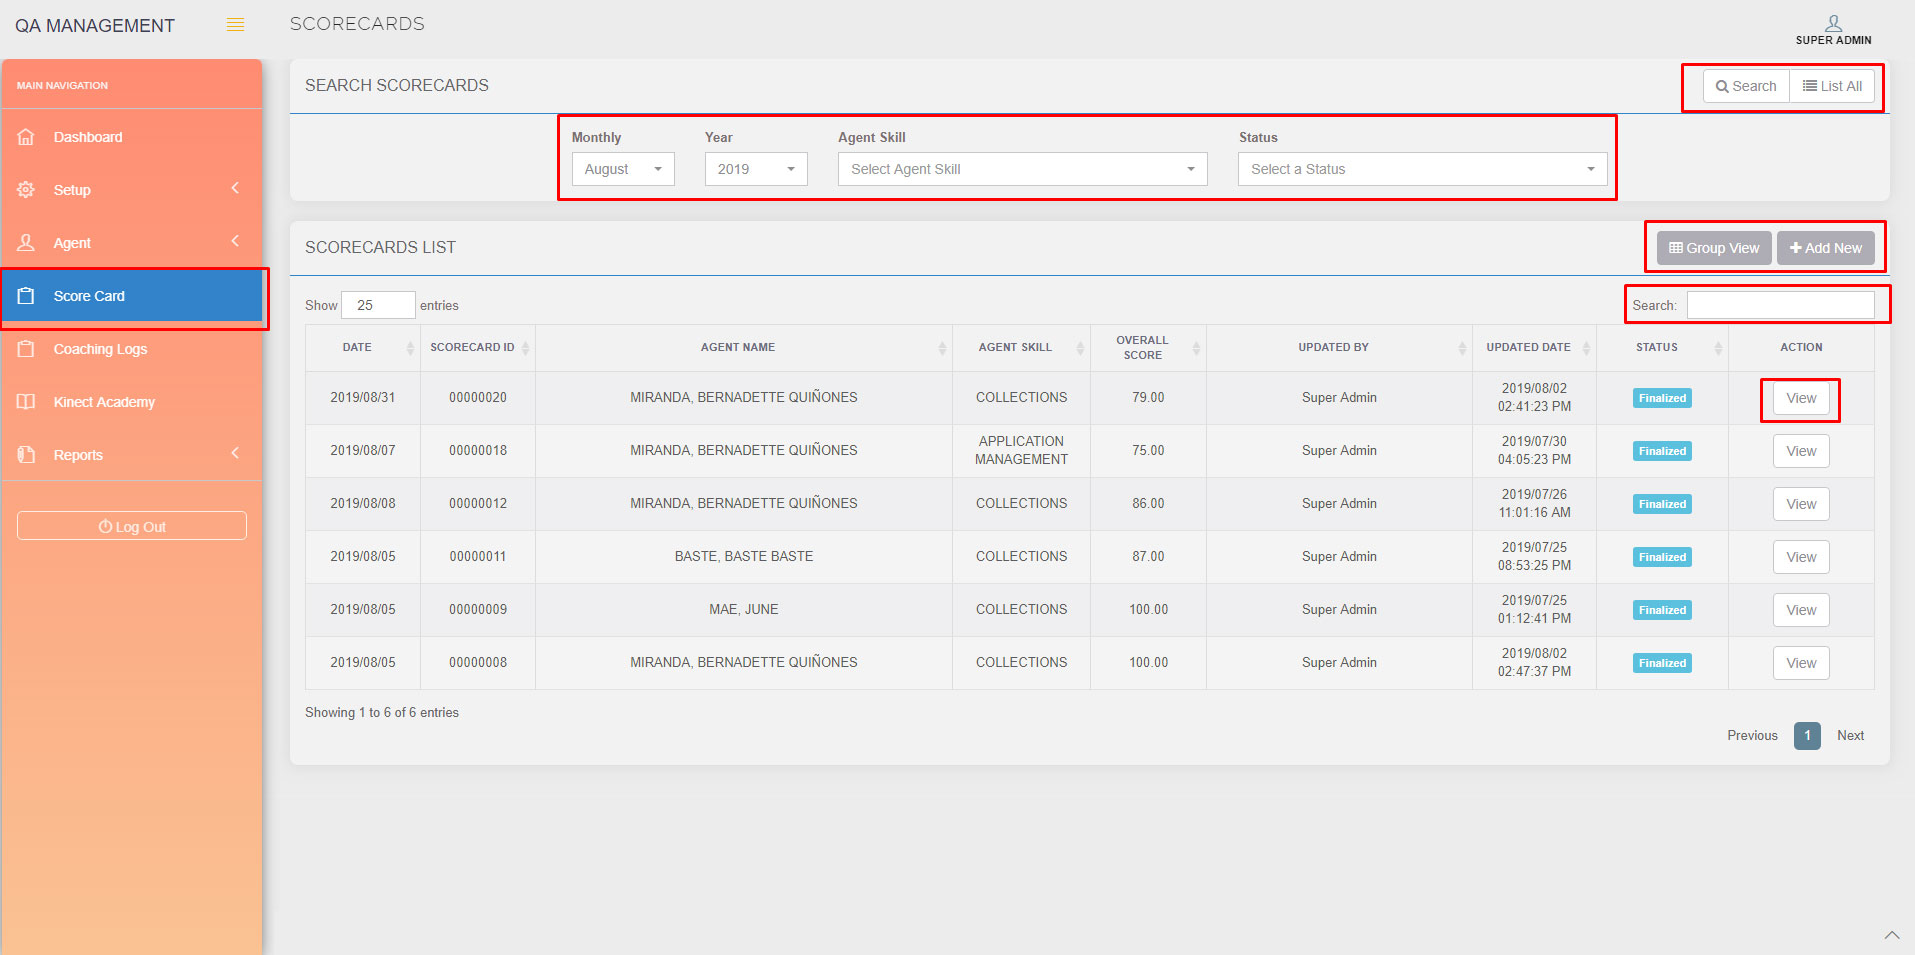 QA MANAGEMENT
SCORECARDS
SUPER ADMIN
MAIN NAVIGATION
Dashboard
Setup
Agent
Score Card
Coaching Logs
Kinect Academy
Reports
Log Out
SEARCH SCORECARDS
Search
List All
Monthly Year Agent Skill Status
August 2019 Select Agent Skill Select a Status
SCORECARDS LIST
Group View
Add New
Show 25 entries
Search:
DATE SCORECARD ID AGENT NAME AGENT SKILL OVERALL SCORE UPDATED BY UPDATED DATE STATUS ACTION
2019/08/31 00000020 MIRANDA, BERNADETTE QUIÑONES COLLECTIONS 79.00 Super Admin 2019/08/02 02:41:23 PM Finalized View
2019/08/07 00000018 MIRANDA, BERNADETTE QUIÑONES APPLICATION MANAGEMENT 75.00 Super Admin 2019/07/30 04:05:23 PM Finalized View
2019/08/08 00000012 MIRANDA, BERNADETTE QUIÑONES COLLECTIONS 86.00 Super Admin 2019/07/26 11:01:16 AM Finalized View
2019/08/05 00000011 BASTE, BASTE BASTE COLLECTIONS 87.00 Super Admin 2019/07/25 08:53:25 PM Finalized View
2019/08/05 00000009 MAE, JUNE COLLECTIONS 100.00 Super Admin 2019/07/25 01:12:41 PM Finalized View
2019/08/05 00000008 MIRANDA, BERNADETTE QUIÑONES COLLECTIONS 100.00 Super Admin 2019/08/02 02:47:37 PM Finalized View
Showing 1 to 6 of 6 entries
Previous 1 Next